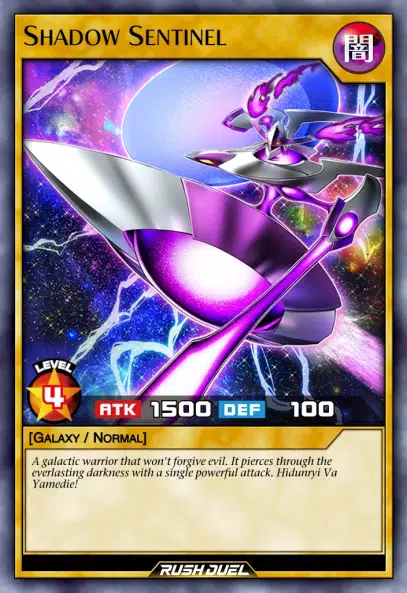 Shadow Sentinel
闇
LEVEL
4
ATK 1500 DEF 100
[Galaxy / Normal]
A galactic warrior that won't forgive evil. It pierces through the
everlasting darkness with a single powerful attack. Hidunryi Va
Yamedie!
RUSH DUEL